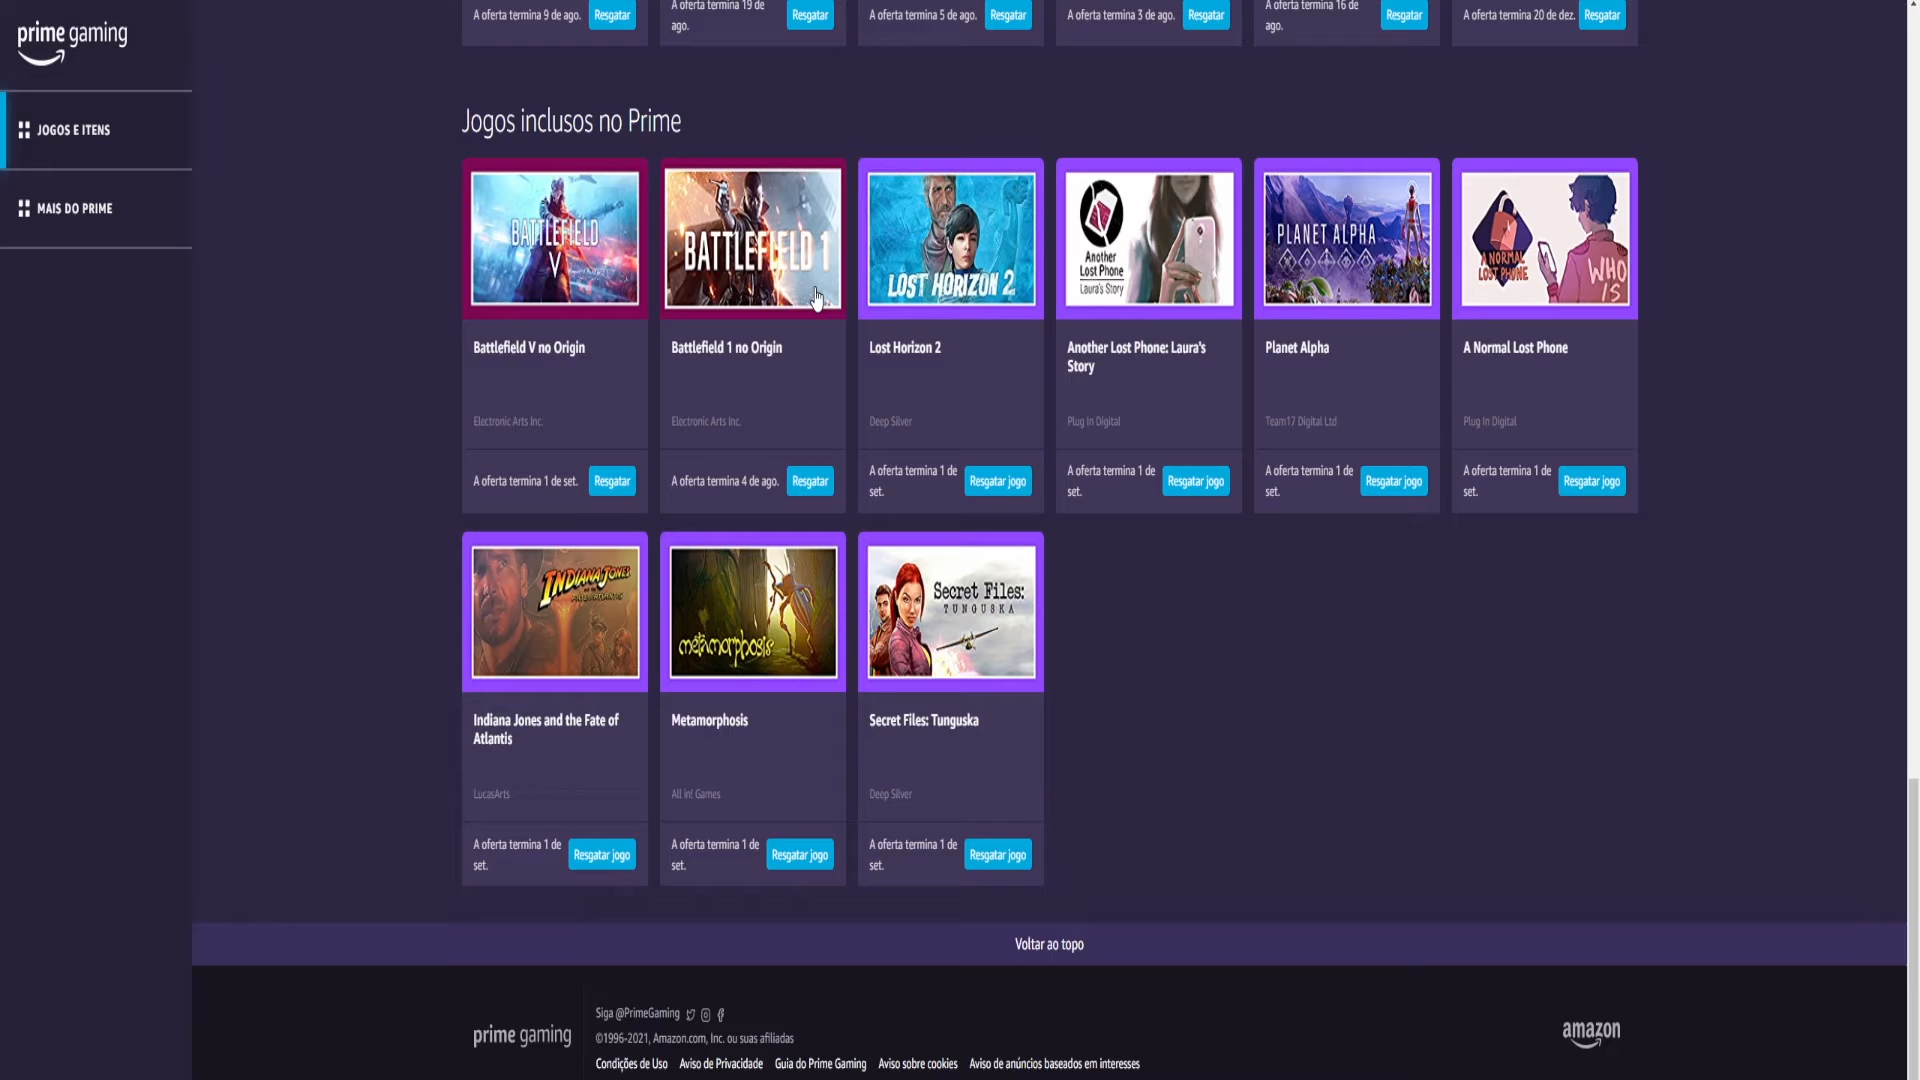 prime gaming
JOGOS E ITENS
MAIS DO PRIME
A oferta termina 9 de ago.
Resgatar
A oferta termina 19 de
ago.
Resgatar
A oferta termina 5 de ago.
Resgatar
A oferta termina 3 de ago.
Resgatar
A oferta termina 16 de
ago.
Resgatar
A oferta termina 20 de dez.
Resgatar
Jogos inclusos no Prime
BATTLEFIELD
V
Battlefield V no Origin
Electronic Arts Inc.
A oferta termina 1 de set.
Resgatar
BATTLEFIELD 1
Battlefield 1 no Origin
Electronic Arts Inc.
A oferta termina 4 de ago.
Resgatar
LOST HORIZON 2
Lost Horizon 2
Deep Silver
A oferta termina 1 de
set.
Resgatar jogo
Another
Lost Phone
Laura's Story
Another Lost Phone: Laura's
Story
Plug In Digital
A oferta termina 1 de
set.
Resgatar jogo
PLANET ALPHA
Planet Alpha
Team17 Digital Ltd
A oferta termina 1 de
set.
Resgatar jogo
A NORMAL
LOST PHONE
WHO
IS
A Normal Lost Phone
Plug In Digital
A oferta termina 1 de
set.
Resgatar jogo
INDIANA JONES
Indiana Jones and the Fate of
Atlantis
LucasArts
A oferta termina 1 de
set.
Resgatar jogo
metamorphosis
Metamorphosis
All in! Games
A oferta termina 1 de
set.
Resgatar jogo
Secret Files:
TUNGUSKA
Secret Files: Tunguska
Deep Silver
A oferta termina 1 de
set.
Resgatar jogo
Voltar ao topo
prime gaming
Siga @PrimeGaming
©1996-2021, Amazon.com, Inc. ou suas afiliadas
Condições de Uso Aviso de Privacidade Guia do Prime Gaming Aviso sobre cookies Aviso de anúncios baseados em interesses
amazon